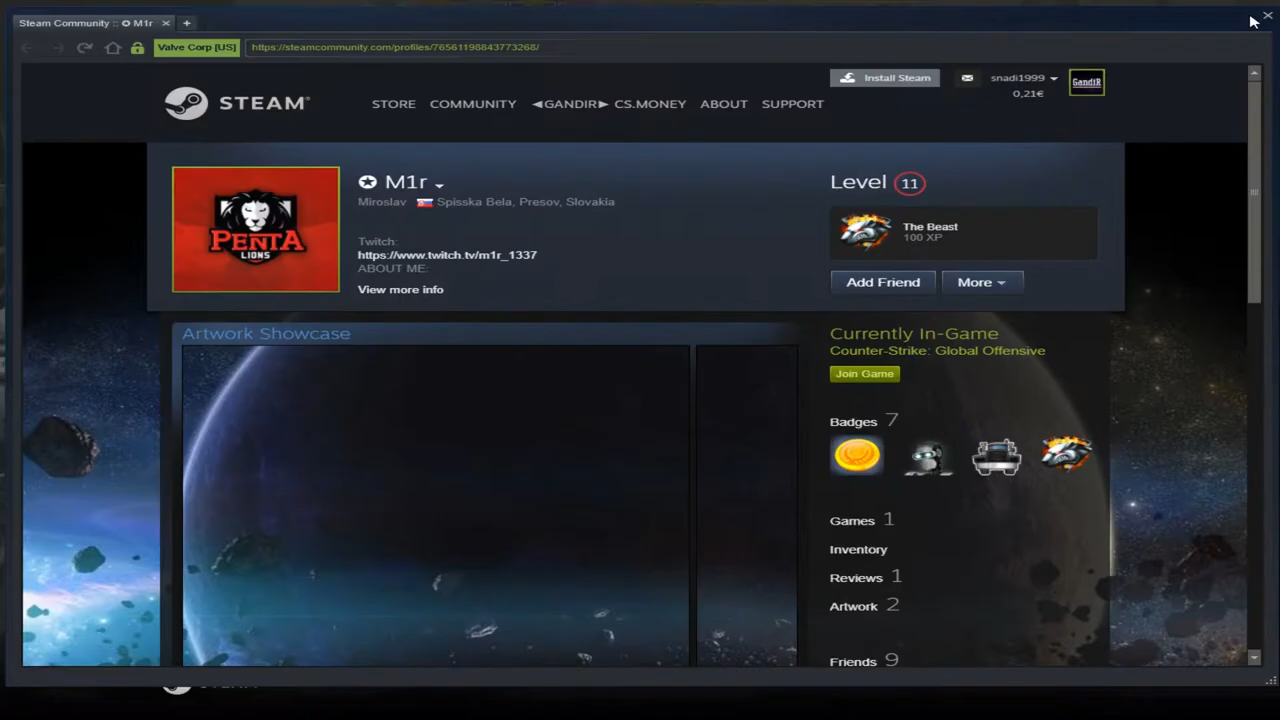 Steam Community :: ✪ M1r × +
Valve Corp [US] https://steamcommunity.com/profiles/76561198843773268/
Install Steam snadi1999
0,21€
GandiR
STEAM®
STORE COMMUNITY ◄GANDIR► CS.MONEY ABOUT SUPPORT
PENTA
LIONS
✪ M1r
Miroslav Spisska Bela, Presov, Slovakia
Twitch:
https://www.twitch.tv/m1r_1337
ABOUT ME:
View more info
Level 11
The Beast
100 XP
Add Friend More
Artwork Showcase
Currently In-Game
Counter-Strike: Global Offensive
Join Game
Badges 7
Games 1
Inventory
Reviews 1
Artwork 2
Friends 9